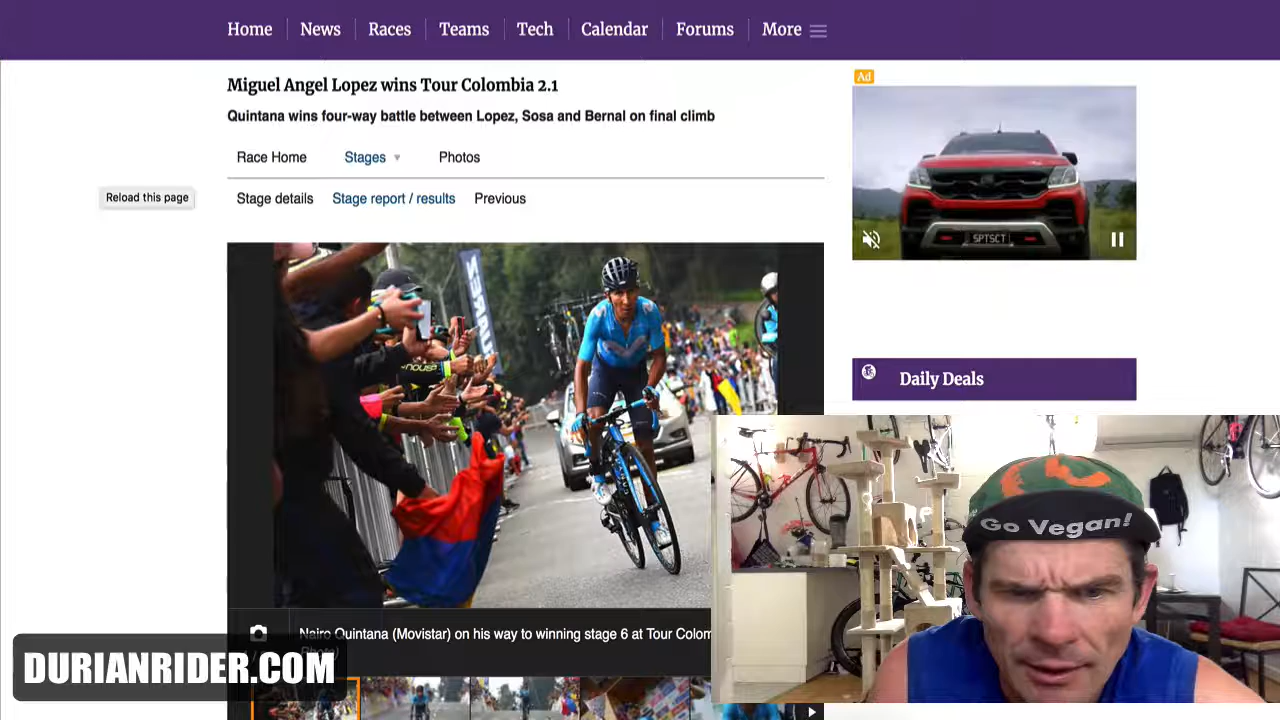 Home News Races Teams Tech Calendar Forums More
Miguel Angel Lopez wins Tour Colombia 2.1
Ad
Quintana wins four-way battle between Lopez, Sosa and Bernal on final climb
Race Home Stages Photos
Reload this page
Stage details Stage report / results Previous
SPTSCT
Daily Deals
Go Vegan!
Nairo Quintana (Movistar) on his way to winning stage 6 at Tour Colom
Photo)
DURIANRIDER.COM